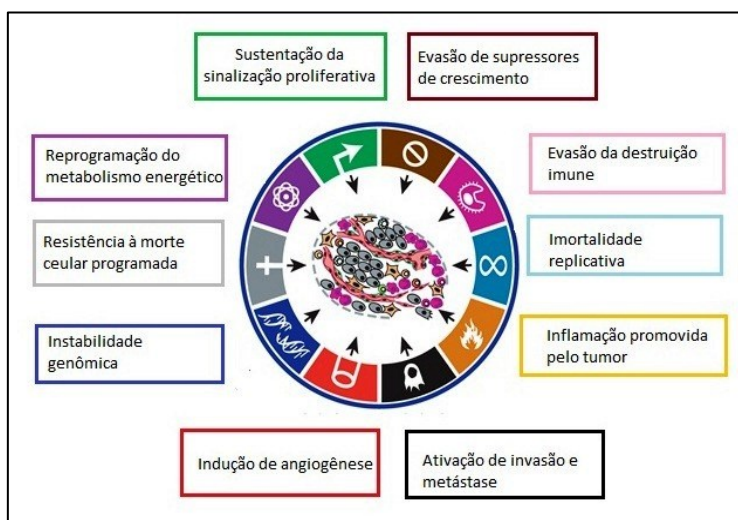 Sustentação da
sinalização proliferativa
Evasão de supressores
de crescimento
Reprogramação do
metabolismo energético
Evasão da destruição
imune
Resistência à morte
ceular programada
Imortalidade
replicativa
Instabilidade
genômica
Inflamação promovida
pelo tumor
Indução de angiogênese
Ativação de invasão e
metástase